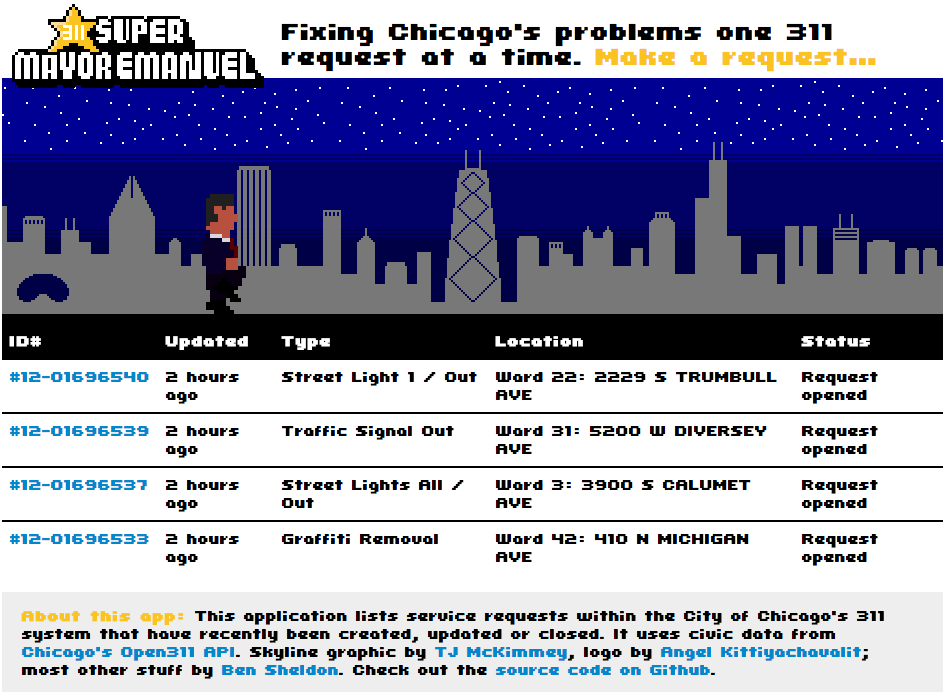 311 SUPER
MAYOR EMANUEL
Fixing Chicago's problems one 311
request at a time. Make a request...
ID# Updated Type Location Status
#12-01696540 2 hours ago Street Light 1 / Out Ward 22: 2229 S TRUMBULL AVE Request opened
#12-01696539 2 hours ago Traffic Signal Out Ward 31: 5200 W DIVERSEY AVE Request opened
#12-01696537 2 hours ago Street Lights All / Out Ward 3: 3900 S CALUMET AVE Request opened
#12-01696533 2 hours ago Graffiti Removal Ward 42: 410 N MICHIGAN AVE Request opened
About this app: This application lists service requests within the City of Chicago's 311
system that have recently been created, updated or closed. It uses civic data from
Chicago's Open311 API. Skyline graphic by TJ McKimmey, logo by Angel Kittiyachavalit;
most other stuff by Ben Sheldon. Check out the source code on Github.